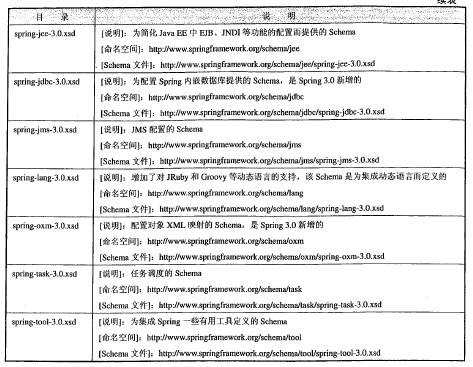 续表
目 录 说 明
spring-jee-3.0.xsd [说明]：为简化 Java EE 中 EJB、JNDI 等功能的配置而提供的 Schema
[命名空间]：http://www.springframework.org/schema/jee
[Schema 文件]：http://www.springframework.org/schema/jee/spring-jee-3.0.xsd
spring-jdbc-3.0.xsd [说明]：为配置 Spring 内嵌数据库提供的 Schema，是 Spring 3.0 新增的
[命名空间]：http://www.springframework.org/schema/jdbc
[Schema 文件]：http://www.springframework.org/schema/jdbc/spring-jdbc-3.0.xsd
spring-jms-3.0.xsd [说明]：JMS 配置的 Schema
[命名空间]：http://www.springframework.org/schema/jms
[Schema 文件]：http://www.springframework.org/schema/jms/spring-jms-3.0.xsd
spring-lang-3.0.xsd [说明]：增加了对 JRuby 和 Groovy 等动态语言的支持，该 Schema 是为集成动态语言而定义的
[命名空间]：http://www.springframework.org/schema/lang
[Schema 文件]：http://www.springframework.org/schema/lang/spring-lang-3.0.xsd
spring-oxm-3.0.xsd [说明]：配置对象 XML 映射的 Schema，是 Spring 3.0 新增的
[命名空间]：http://www.springframework.org/schema/oxm
[Schema 文件]：http://www.springframework.org/schema/oxm/spring-oxm-3.0.xsd
spring-task-3.0.xsd [说明]：任务调度的 Schema
[命名空间]：http://www.springframework.org/schema/task
[Schema 文件]：http://www.springframework.org/schema/task/spring-task-3.0.xsd
spring-tool-3.0.xsd [说明]：为集成 Spring 一些有用工具定义的 Schema
[命名空间]：http://www.springframework.org/schema/tool
[Schema 文件]：http://www.springframework.org/schema/tool/spring-tool-3.0.xsd